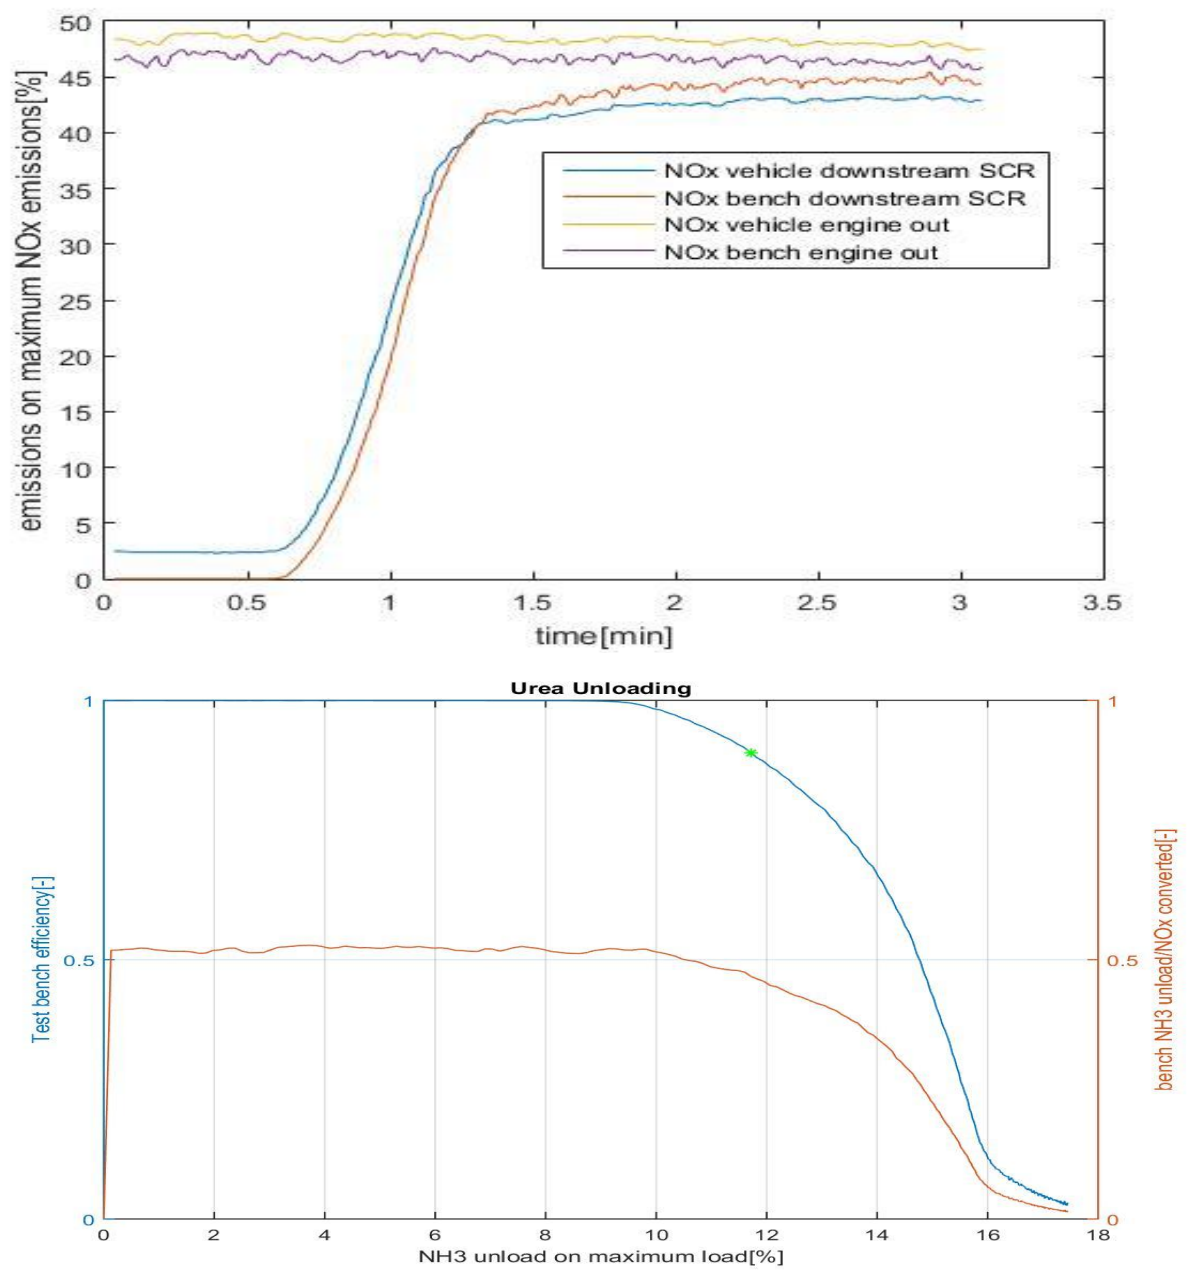 50
45
40
35
30
25
20
15
10
5
0
emissions on maximum NOx emissions[%]
NOx vehicle downstream SCR
NOx bench downstream SCR
NOx vehicle engine out
NOx bench engine out
0 0.5 1 1.5 2 2.5 3 3.5
time[min]
Urea Unloading
1
0.5
0
Test bench efficiency[-]
1
0.5
0
bench NH3 unload/NOx converted[-]
0 2 4 6 8 10 12 14 16 18
NH3 unload on maximum load[%]